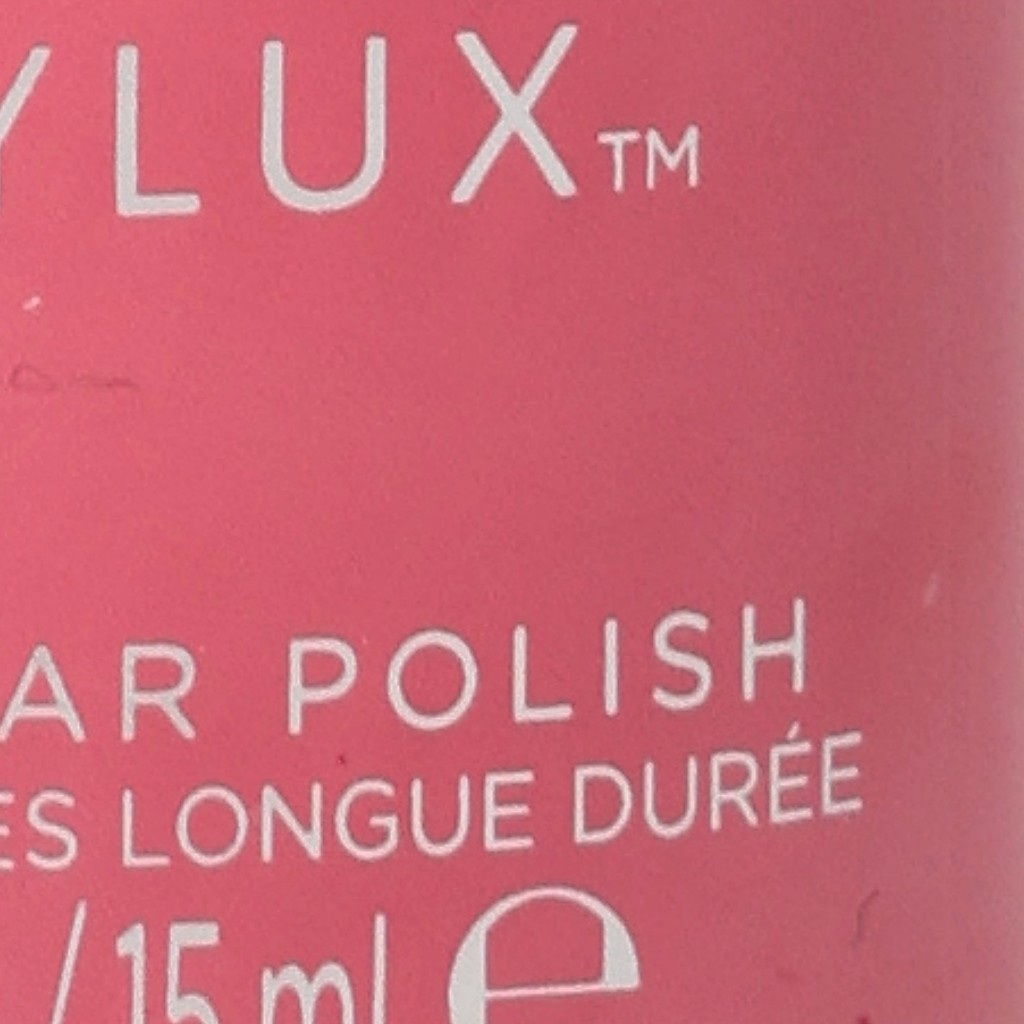 YLUX™
AR POLISH
ES LONGUE DURÉE
/ 15 ml e